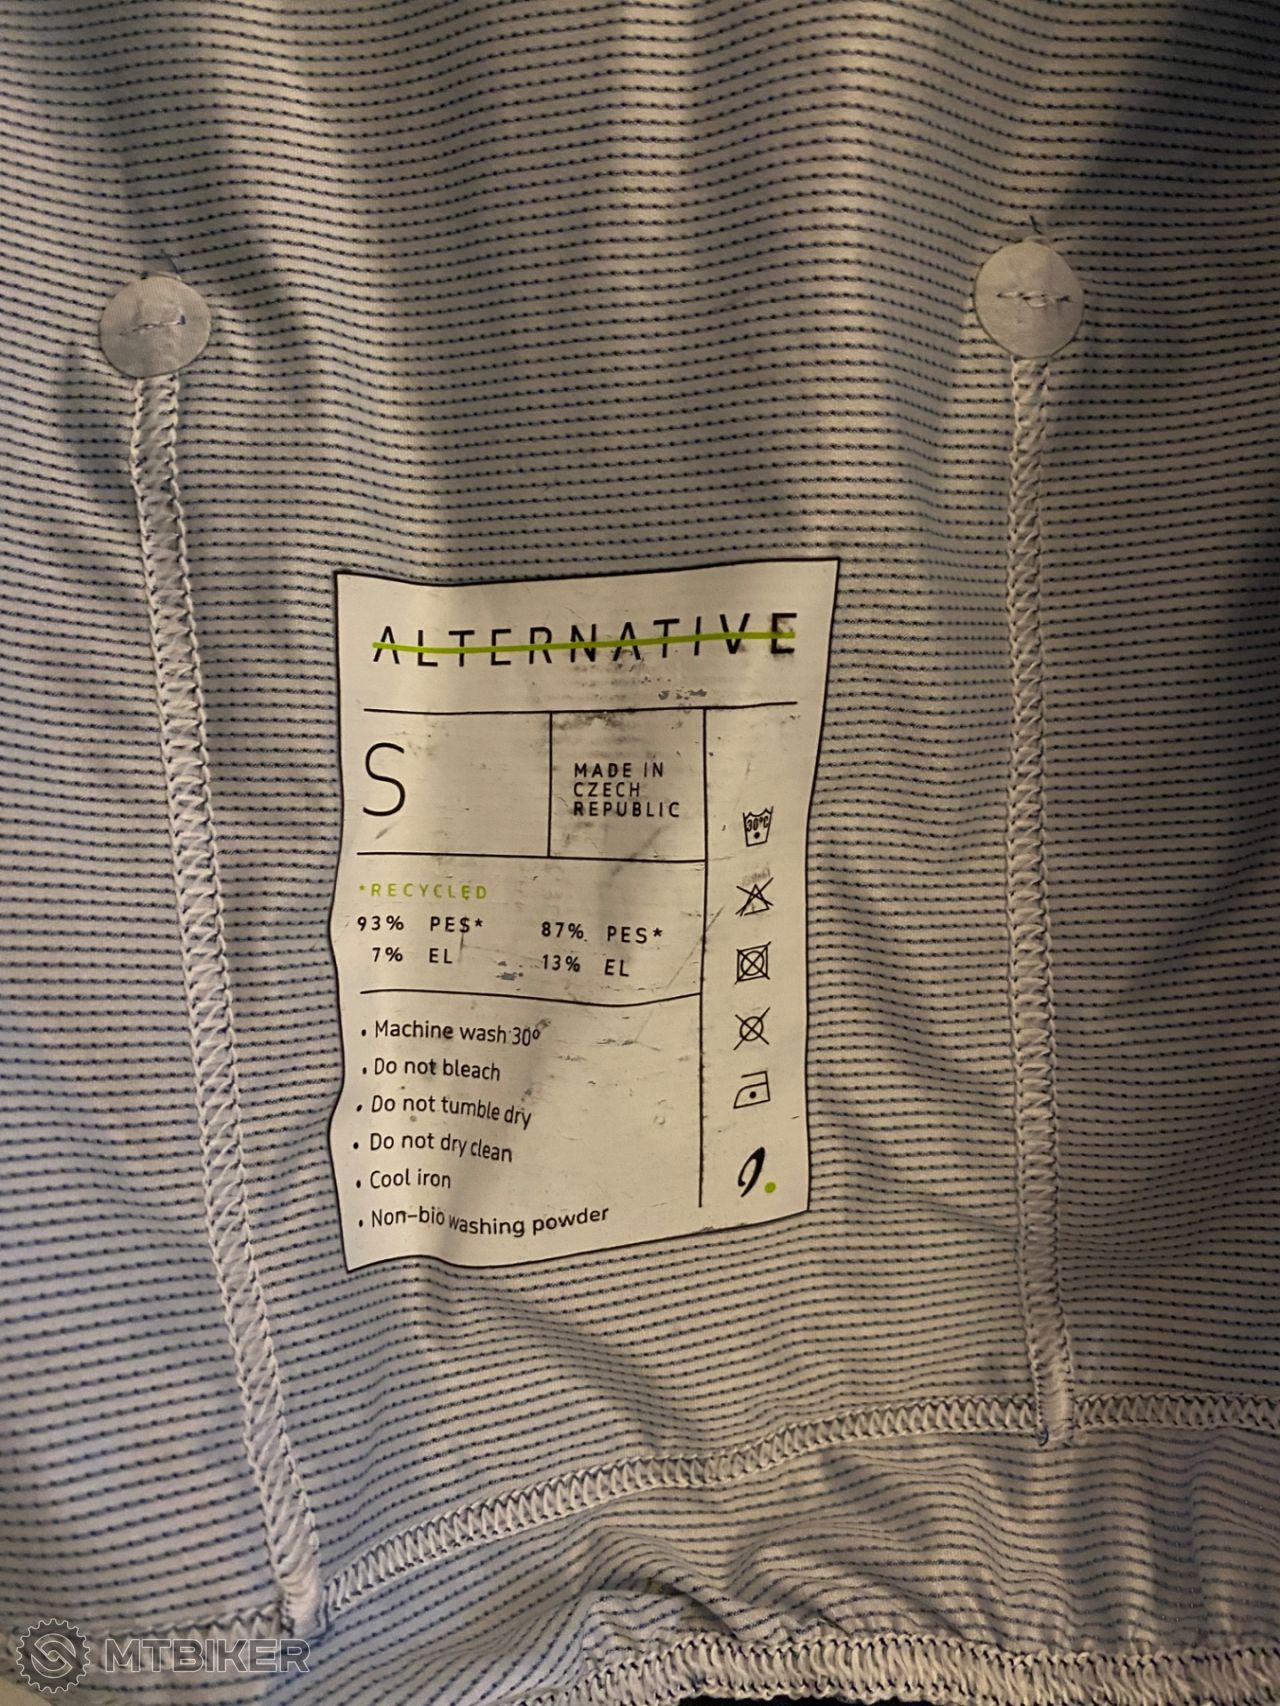 ALTERNATIVE
S
MADE IN
CZECH
REPUBLIC
30°C
*RECYCLED
93% PES* 87% PES*
7% EL 13% EL
• Machine wash 30º
• Do not bleach
• Do not tumble dry
• Do not dry clean
• Cool iron
• Non-bio washing powder
MTBIKER